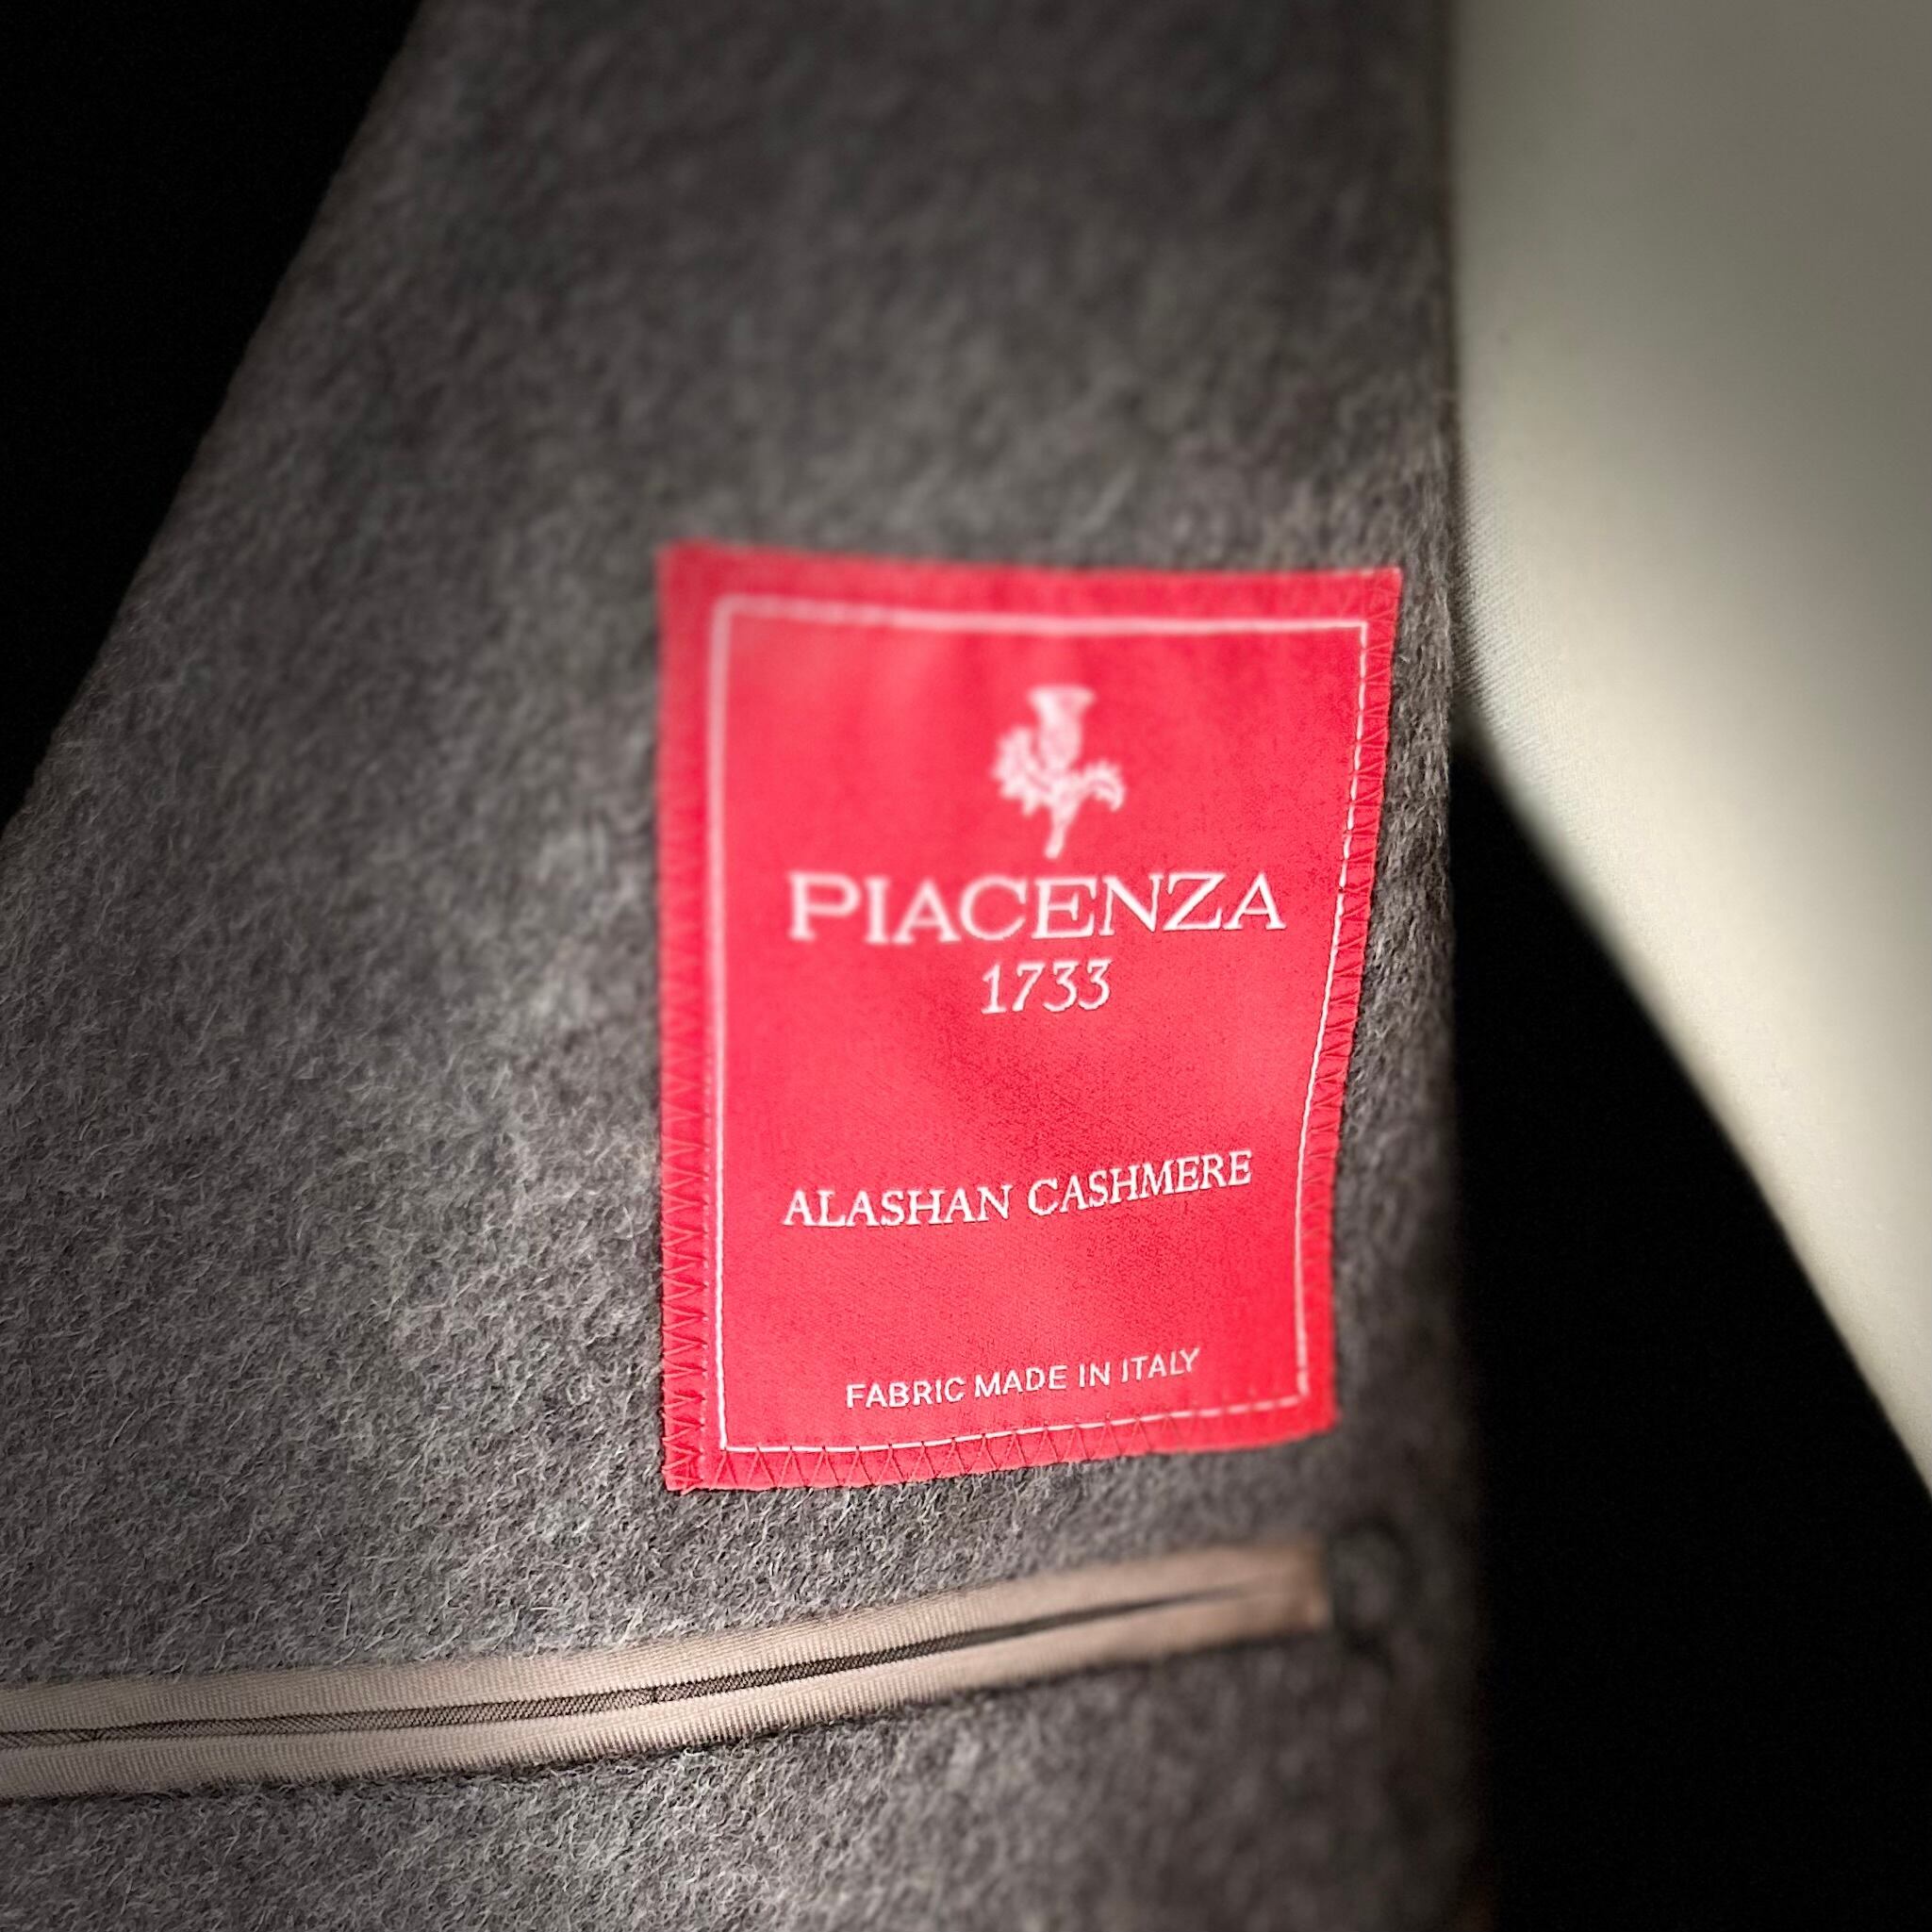 PIACENZA
1733
ALASHAN CASHMERE
FABRIC MADE IN ITALY